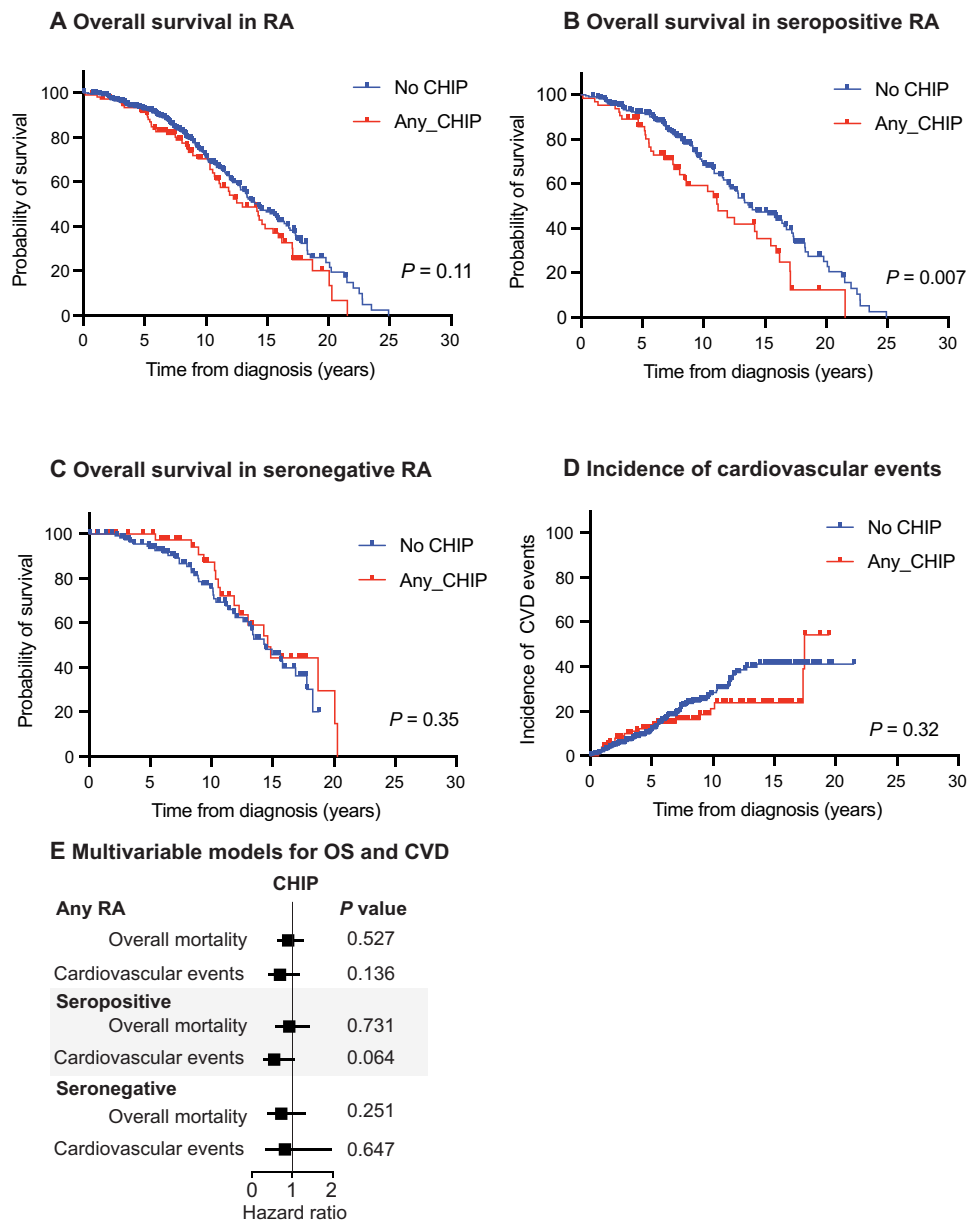 A Overall survival in RA
Probability of survival
100
80
60
40
20
0
0 5 10 15 20 25 30
Time from diagnosis (years)
No CHIP
Any_CHIP
P = 0.11
B Overall survival in seropositive RA
Probability of survival
100
80
60
40
20
0
0 5 10 15 20 25 30
Time from diagnosis (years)
No CHIP
Any_CHIP
P = 0.007
C Overall survival in seronegative RA
Probability of survival
100
80
60
40
20
0
0 5 10 15 20 25 30
Time from diagnosis (years)
No CHIP
Any_CHIP
P = 0.35
D Incidence of cardiovascular events
Incidence of CVD events
100
80
60
40
20
0
0 5 10 15 20 25 30
Time from diagnosis (years)
No CHIP
Any_CHIP
P = 0.32
E Multivariable models for OS and CVD
CHIP
Any RA P value
Overall mortality 0.527
Cardiovascular events 0.136
Seropositive
Overall mortality 0.731
Cardiovascular events 0.064
Seronegative
Overall mortality 0.251
Cardiovascular events 0.647
0 1 2
Hazard ratio